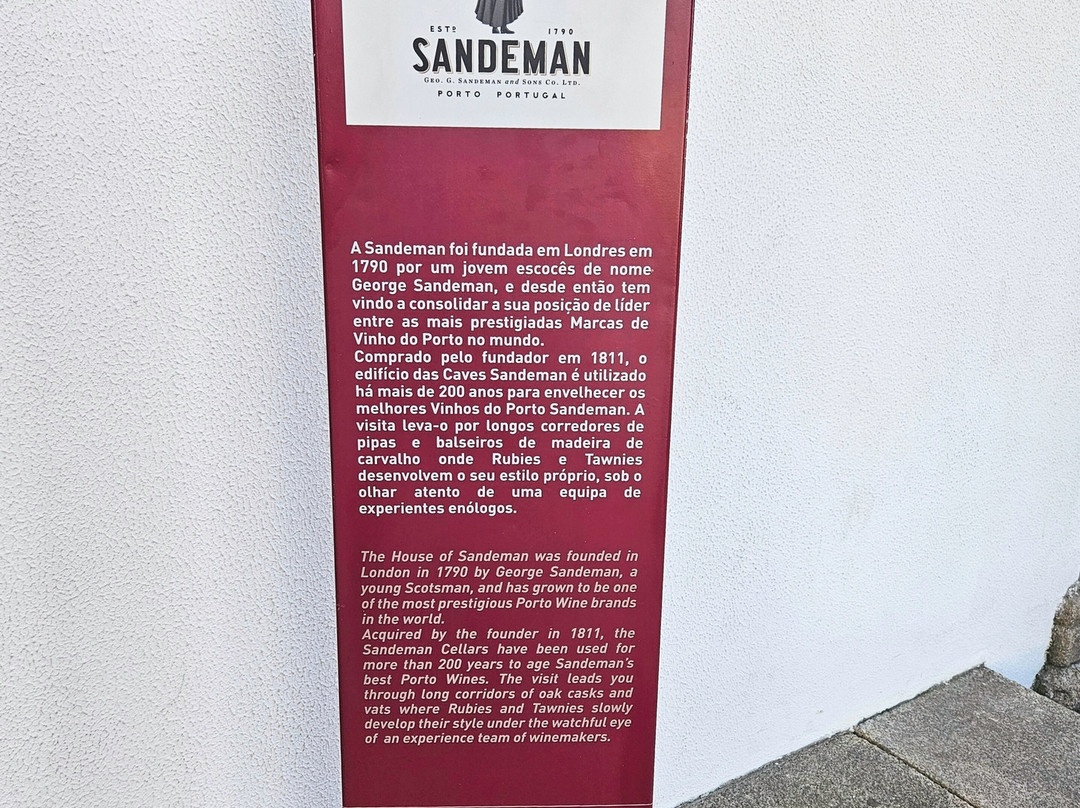 ESTº 1790
SANDEMAN
GEO. G. SANDEMAN and SONS CO. LTD.
PORTO PORTUGAL
A Sandeman foi fundada em Londres em
1790 por um jovem escocês de nome
George Sandeman, e desde então tem
vindo a consolidar a sua posição de líder
entre as mais prestigiadas Marcas de
Vinho do Porto no mundo.
Comprado pelo fundador em 1811, o
edifício das Caves Sandeman é utilizado
há mais de 200 anos para envelhecer os
melhores Vinhos do Porto Sandeman. A
visita leva-o por longos corredores de
pipas e balseiros de madeira de
carvalho onde Rubies e Tawnies
desenvolvem o seu estilo próprio, sob o
olhar atento de uma equipa de
experientes enólogos.
The House of Sandeman was founded in
London in 1790 by George Sandeman, a
young Scotsman, and has grown to be one
of the most prestigious Porto Wine brands
in the world.
Acquired by the founder in 1811, the
Sandeman Cellars have been used for
more than 200 years to age Sandeman's
best Porto Wines. The visit leads you
through long corridors of oak casks and
vats where Rubies and Tawnies slowly
develop their style under the watchful eye
of an experience team of winemakers.